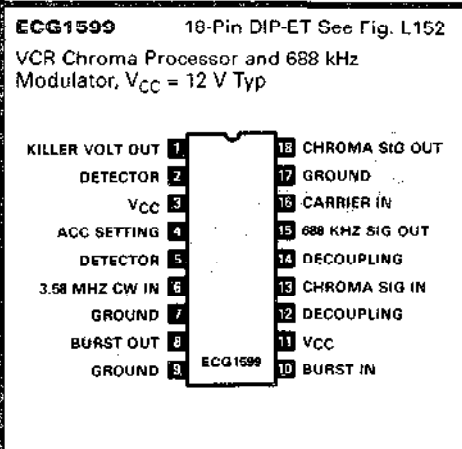 ECG1599 18-Pin DIP-ET See Fig. L152
VCR Chroma Processor and 688 kHz
Modulator, VCC = 12 V Typ
KILLER VOLT OUT 1 18 CHROMA SIG OUT
DETECTOR 2 17 GROUND
VCC 3 16 CARRIER IN
ACC SETTING 4 15 688 KHZ SIG OUT
DETECTOR 5 14 DECOUPLING
3.58 MHZ CW IN 6 13 CHROMA SIG IN
GROUND 7 12 DECOUPLING
BURST OUT 8 11 VCC
GROUND 9 ECG1599 10 BURST IN